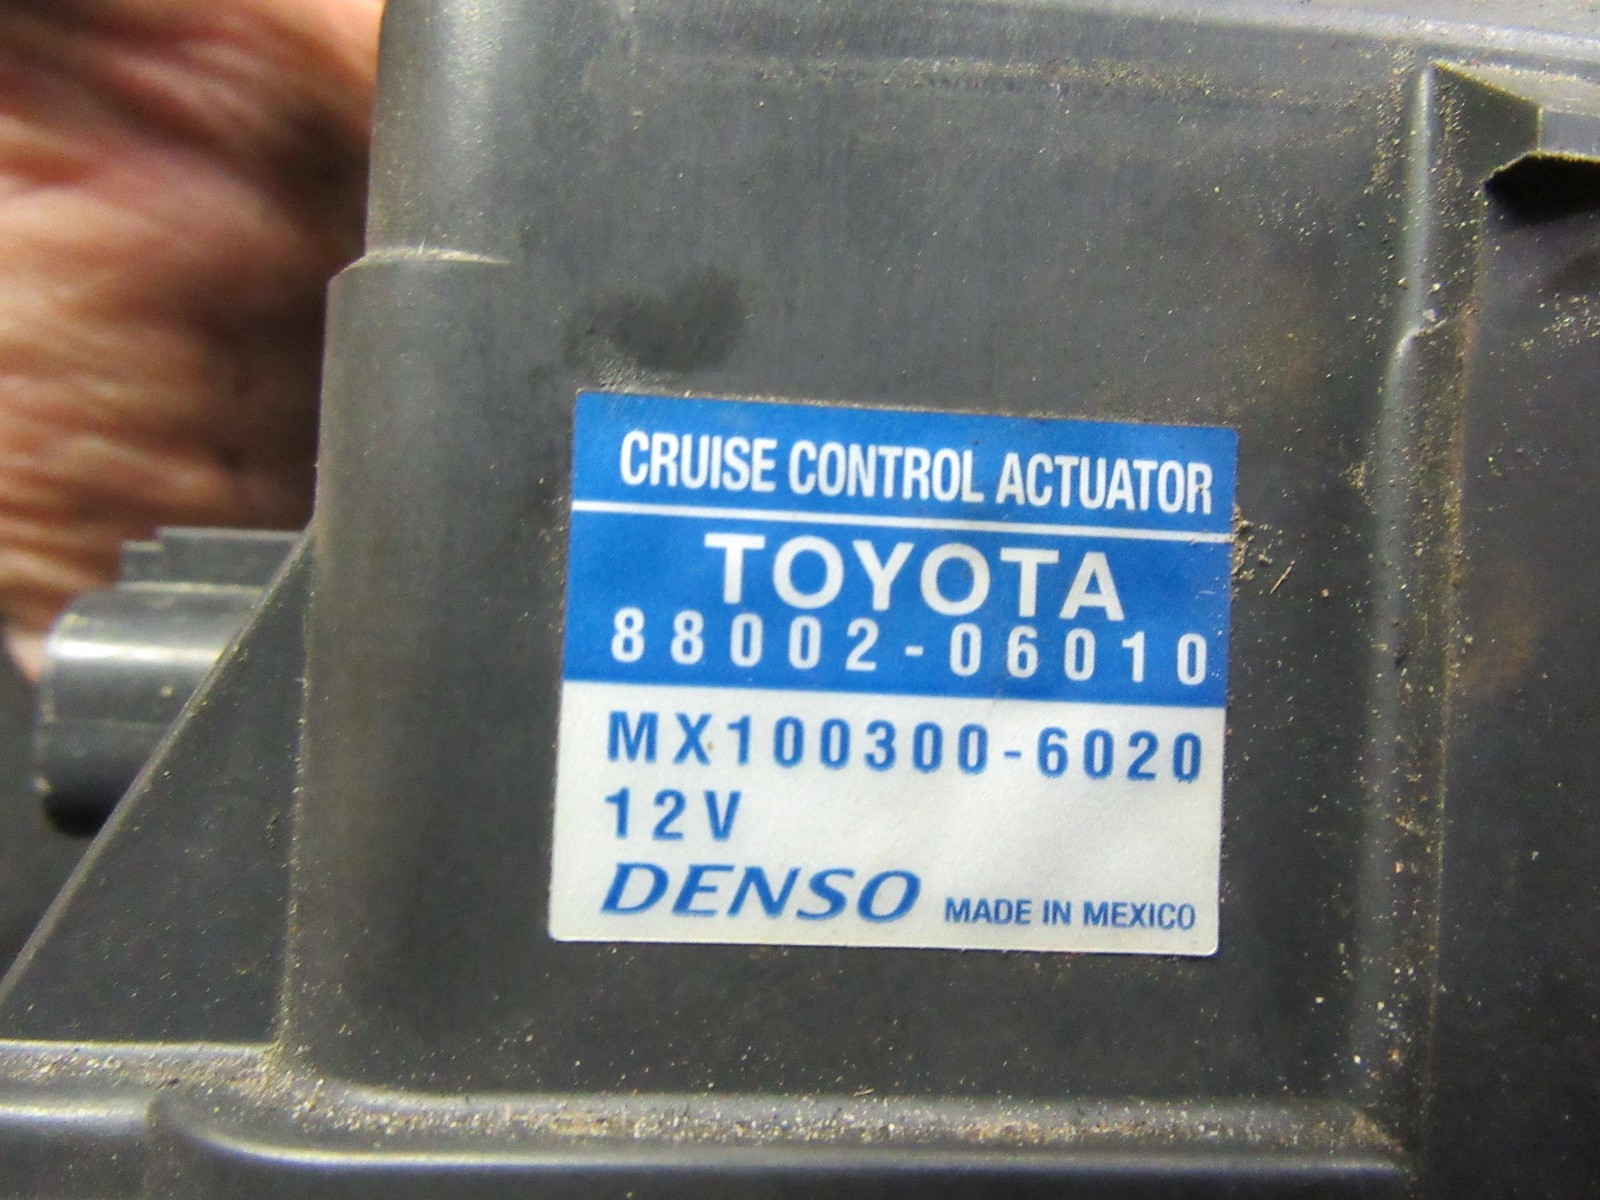 CRUISE CONTROL ACTUATOR
TOYOTA
88002-06010
MX100300-6020
12V
DENSO MADE IN MEXICO